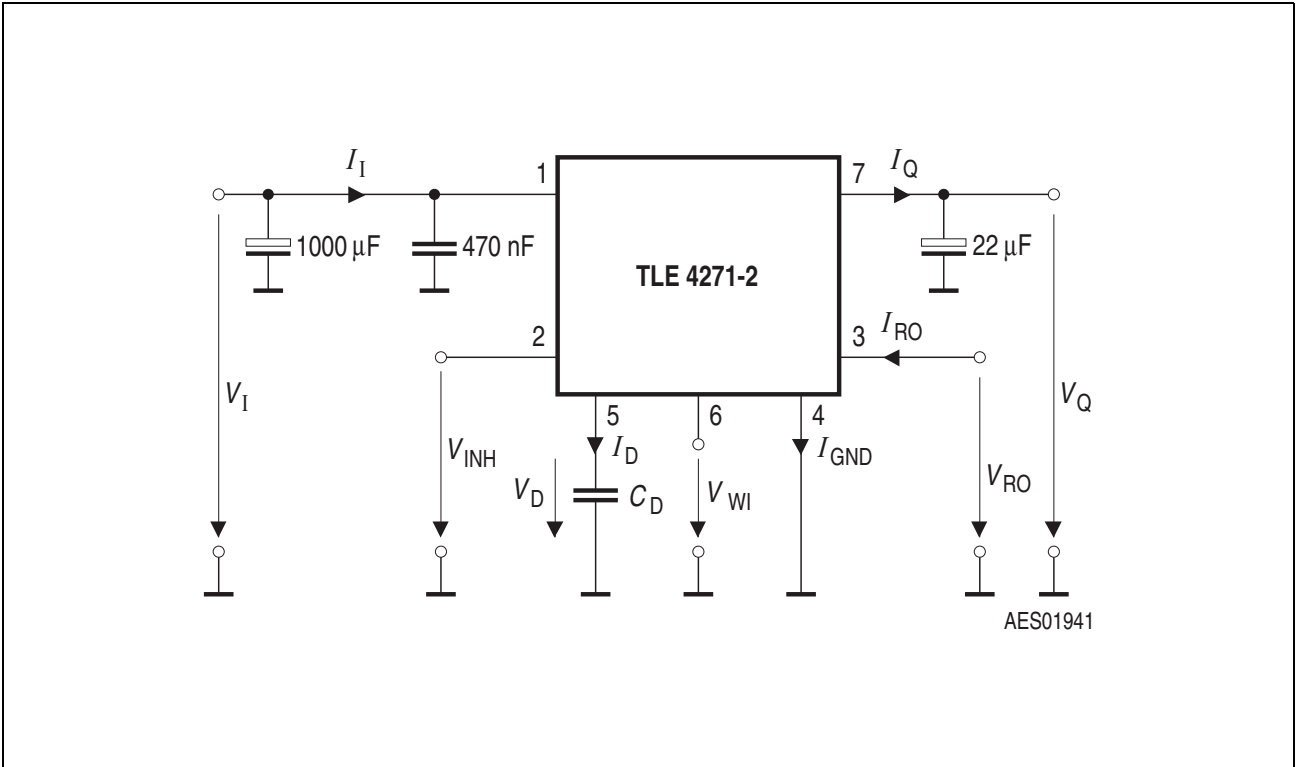 I_I
1
7
I_Q
1000 µF
470 nF
22 µF
TLE 4271-2
2
3
I_RO
V_I
V_INH
5
6
4
I_D
I_GND
V_D
C_D
V_WI
V_RO
V_Q
AES01941